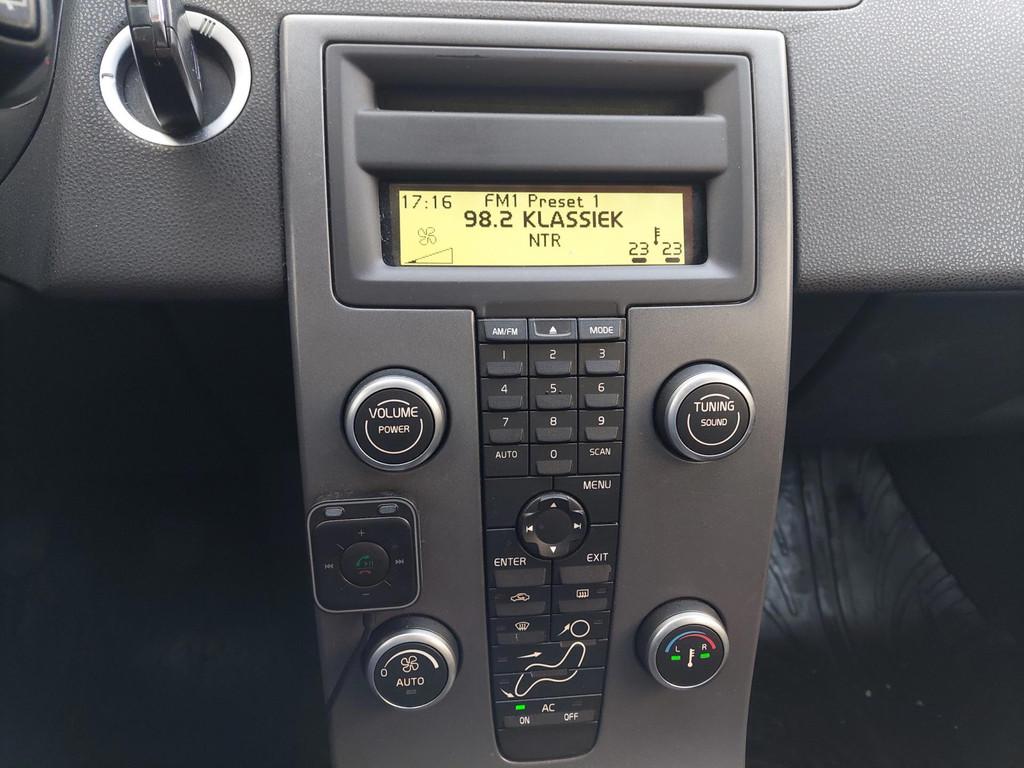 17:16 FM1 Preset 1
98.2 KLASSIEK
NTR
23 23
AM/FM MODE
1 2 3
4 5 6
7 8 9
AUTO 0 SCAN
VOLUME
POWER
TUNING
SOUND
MENU
ENTER EXIT
+
-
0
AUTO
L R
AC
ON OFF